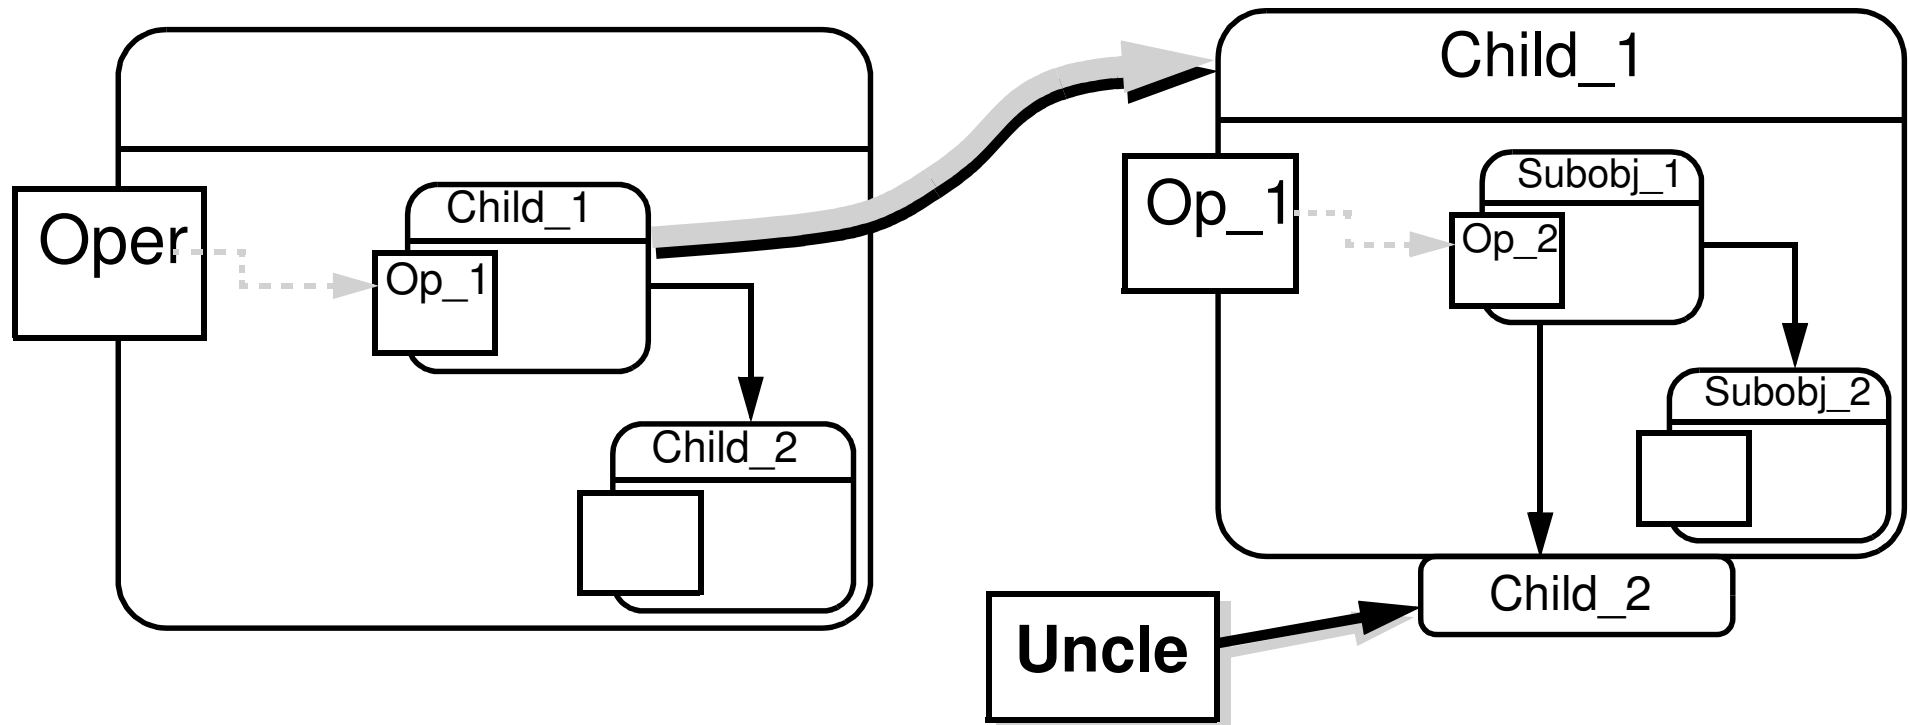 Oper
Child_1
Op_1
Child_2
Child_1
Op_1
Subobj_1
Op_2
Subobj_2
Child_2
Uncle